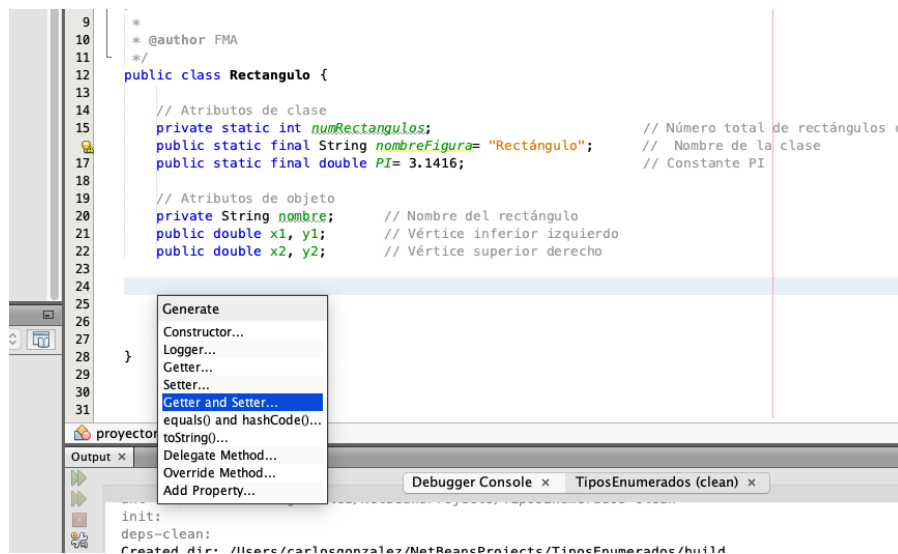 9 *
10 * @author FMA
11 */
12 public class Rectangulo {
13
14 // Atributos de clase
15 private static int numRectangulos; // Número total de rectángulos
public static final String nombreFigura= "Rectángulo"; // Nombre de la clase
17 public static final double PI= 3.1416; // Constante PI
18
19 // Atributos de objeto
20 private String nombre; // Nombre del rectángulo
21 public double x1, y1; // Vértice inferior izquierdo
22 public double x2, y2; // Vértice superior derecho
23
24
25
26
27
28 }
29
30
31
Generate
Constructor...
Logger...
Getter...
Setter...
Getter and Setter...
equals() and hashCode()...
toString()...
Delegate Method...
Override Method...
Add Property...
Output ×
Debugger Console × TiposEnumerados (clean) ×
init:
deps-clean:
Created dir: /Users/carlosgonzalez/NetBeansProjects/TiposEnumerados/build